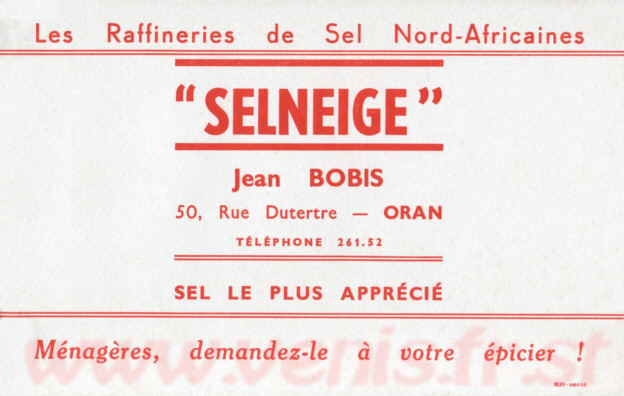 Les Raffineries de Sel Nord-Africaines
"SELNEIGE"
Jean BOBIS
50, Rue Dutertre — ORAN
TÉLÉPHONE 261.52
SEL LE PLUS APPRÉCIÉ
Ménagères, demandez-le à votre épicier !
www.venis.fr.st